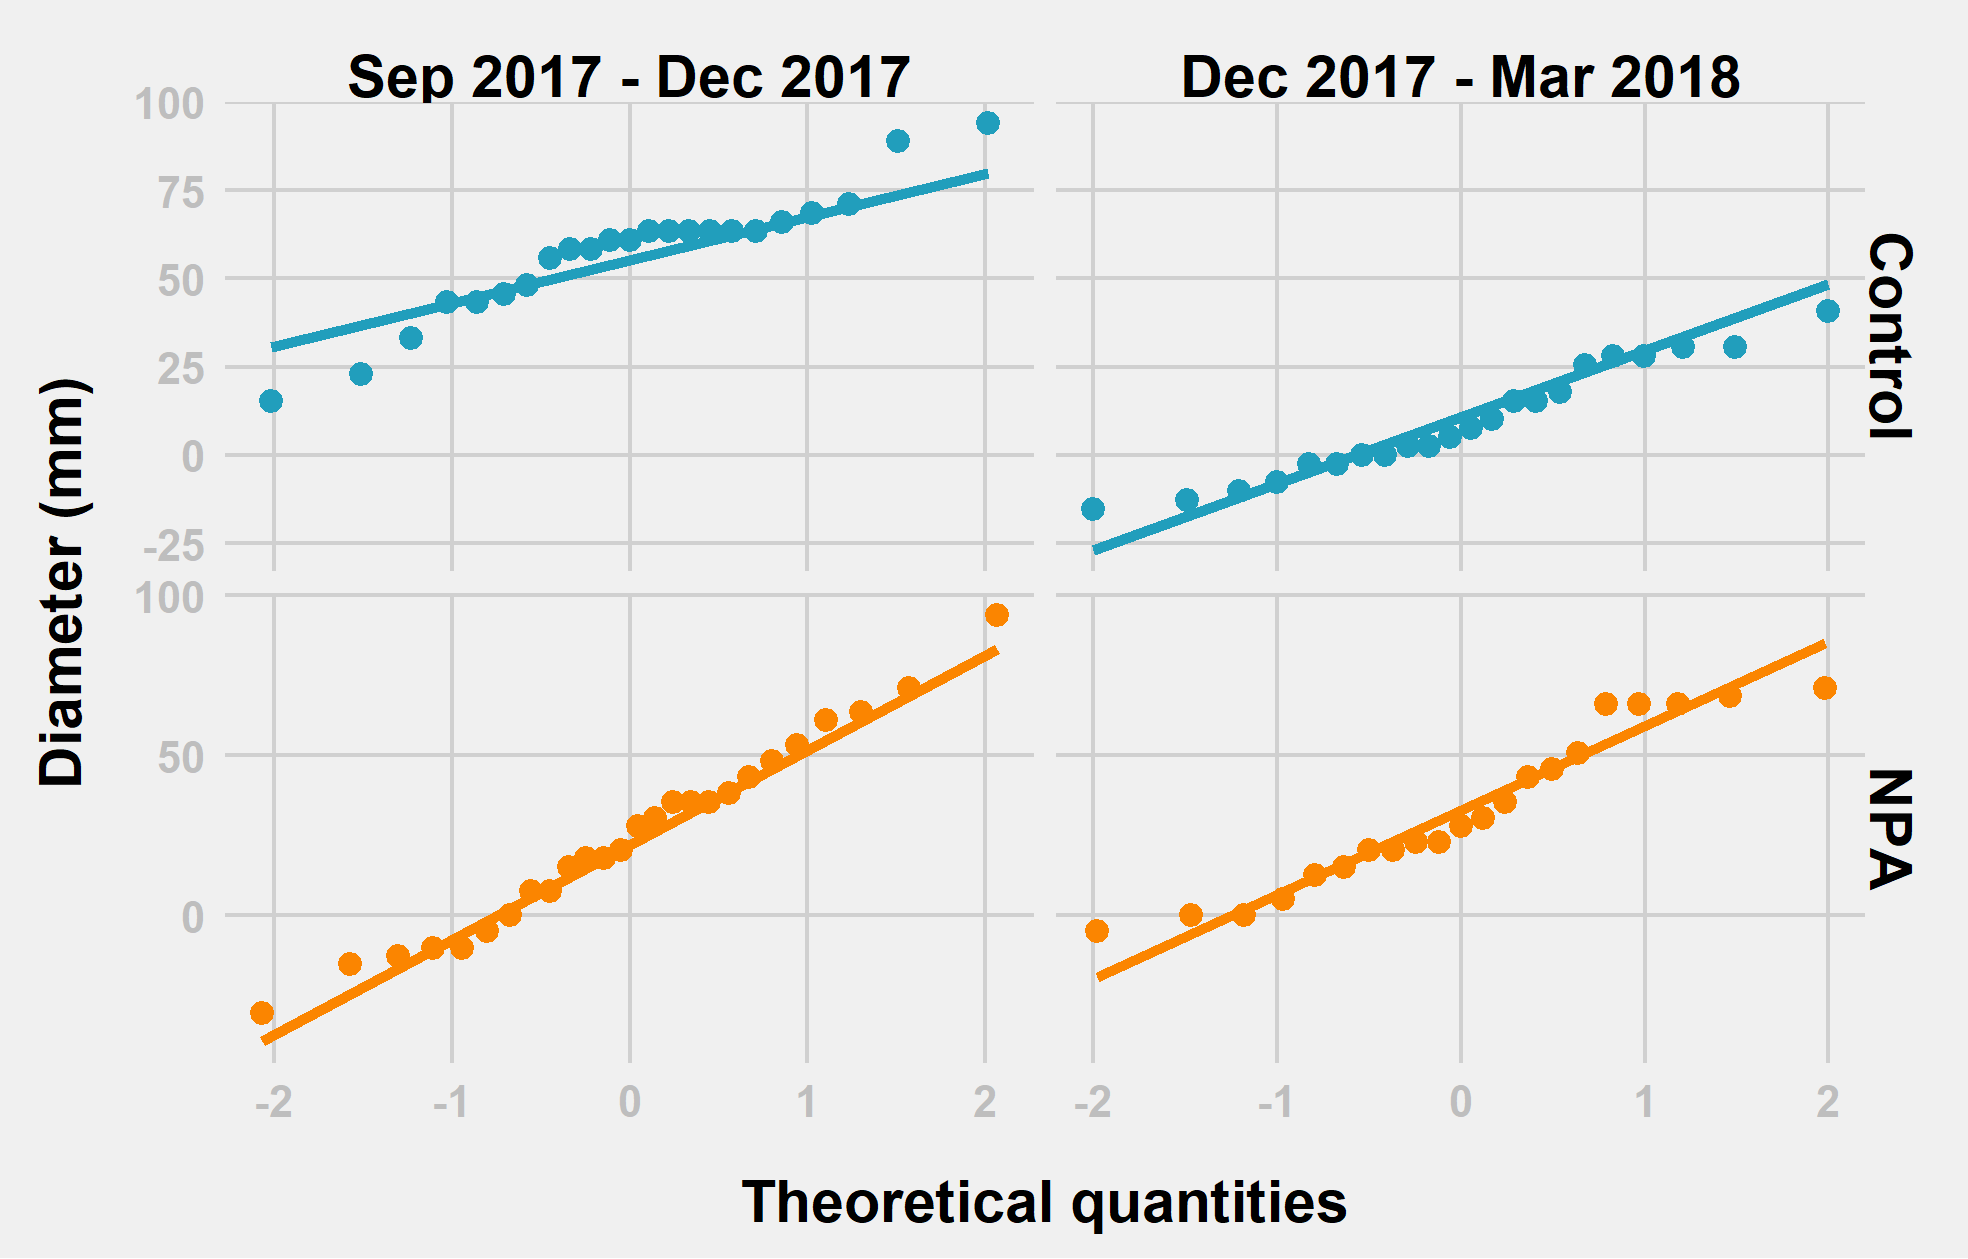 Sep 2017 - Dec 2017
Dec 2017 - Mar 2018
100
75
50
25
0
-25
Control
100
50
0
NPA
Diameter (mm)
-2 -1 0 1 2
-2 -1 0 1 2
Theoretical quantities